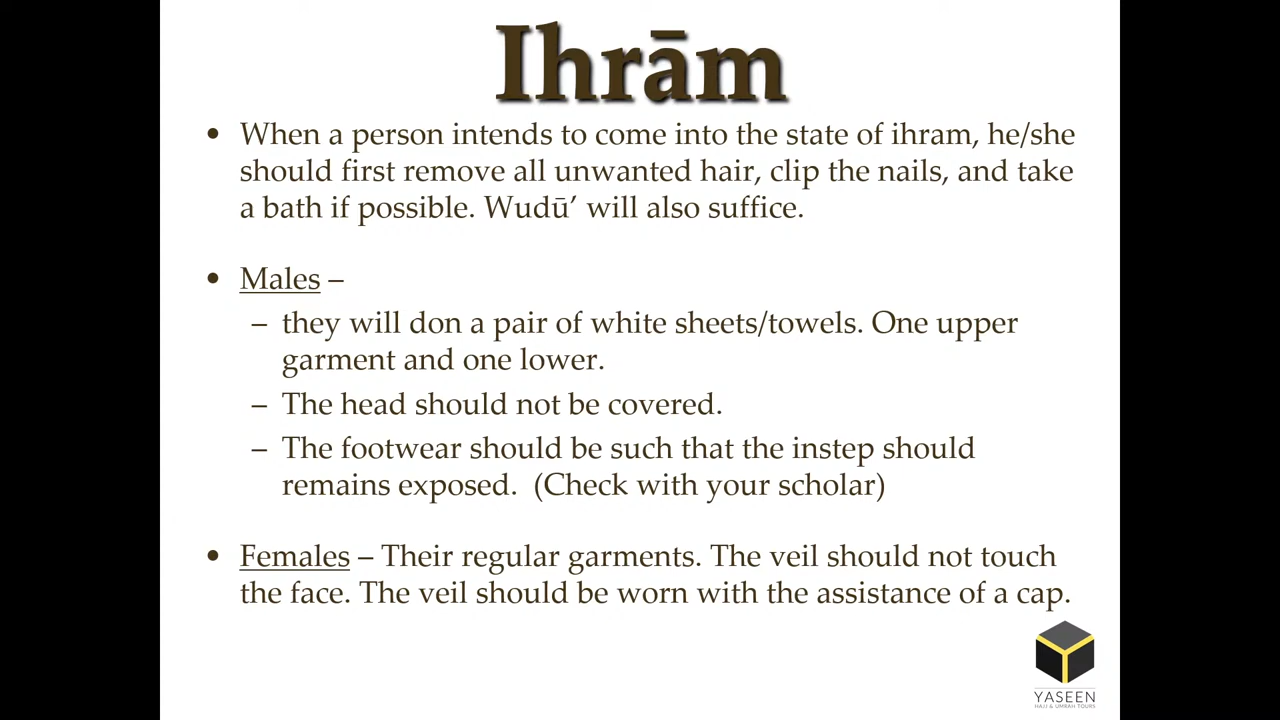 Ihrām
• When a person intends to come into the state of ihram, he/she
should first remove all unwanted hair, clip the nails, and take
a bath if possible. Wudū’ will also suffice.
• Males –
– they will don a pair of white sheets/towels. One upper
garment and one lower.
– The head should not be covered.
– The footwear should be such that the instep should
remains exposed.  (Check with your scholar)
• Females – Their regular garments. The veil should not touch
the face. The veil should be worn with the assistance of a cap.
YASEEN
HAJJ & UMRAH TOURS